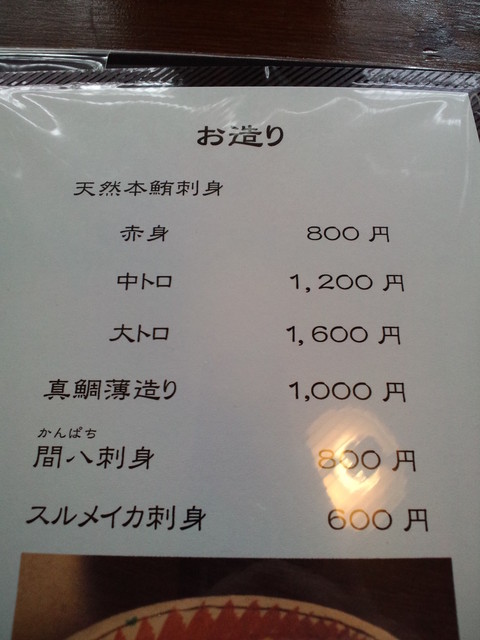 お造り
天然本鮪刺身
赤身 800円
中トロ 1,200円
大トロ 1,600円
真鯛薄造り 1,000円
かんぱち
間八刺身 800円
スルメイカ刺身 600円